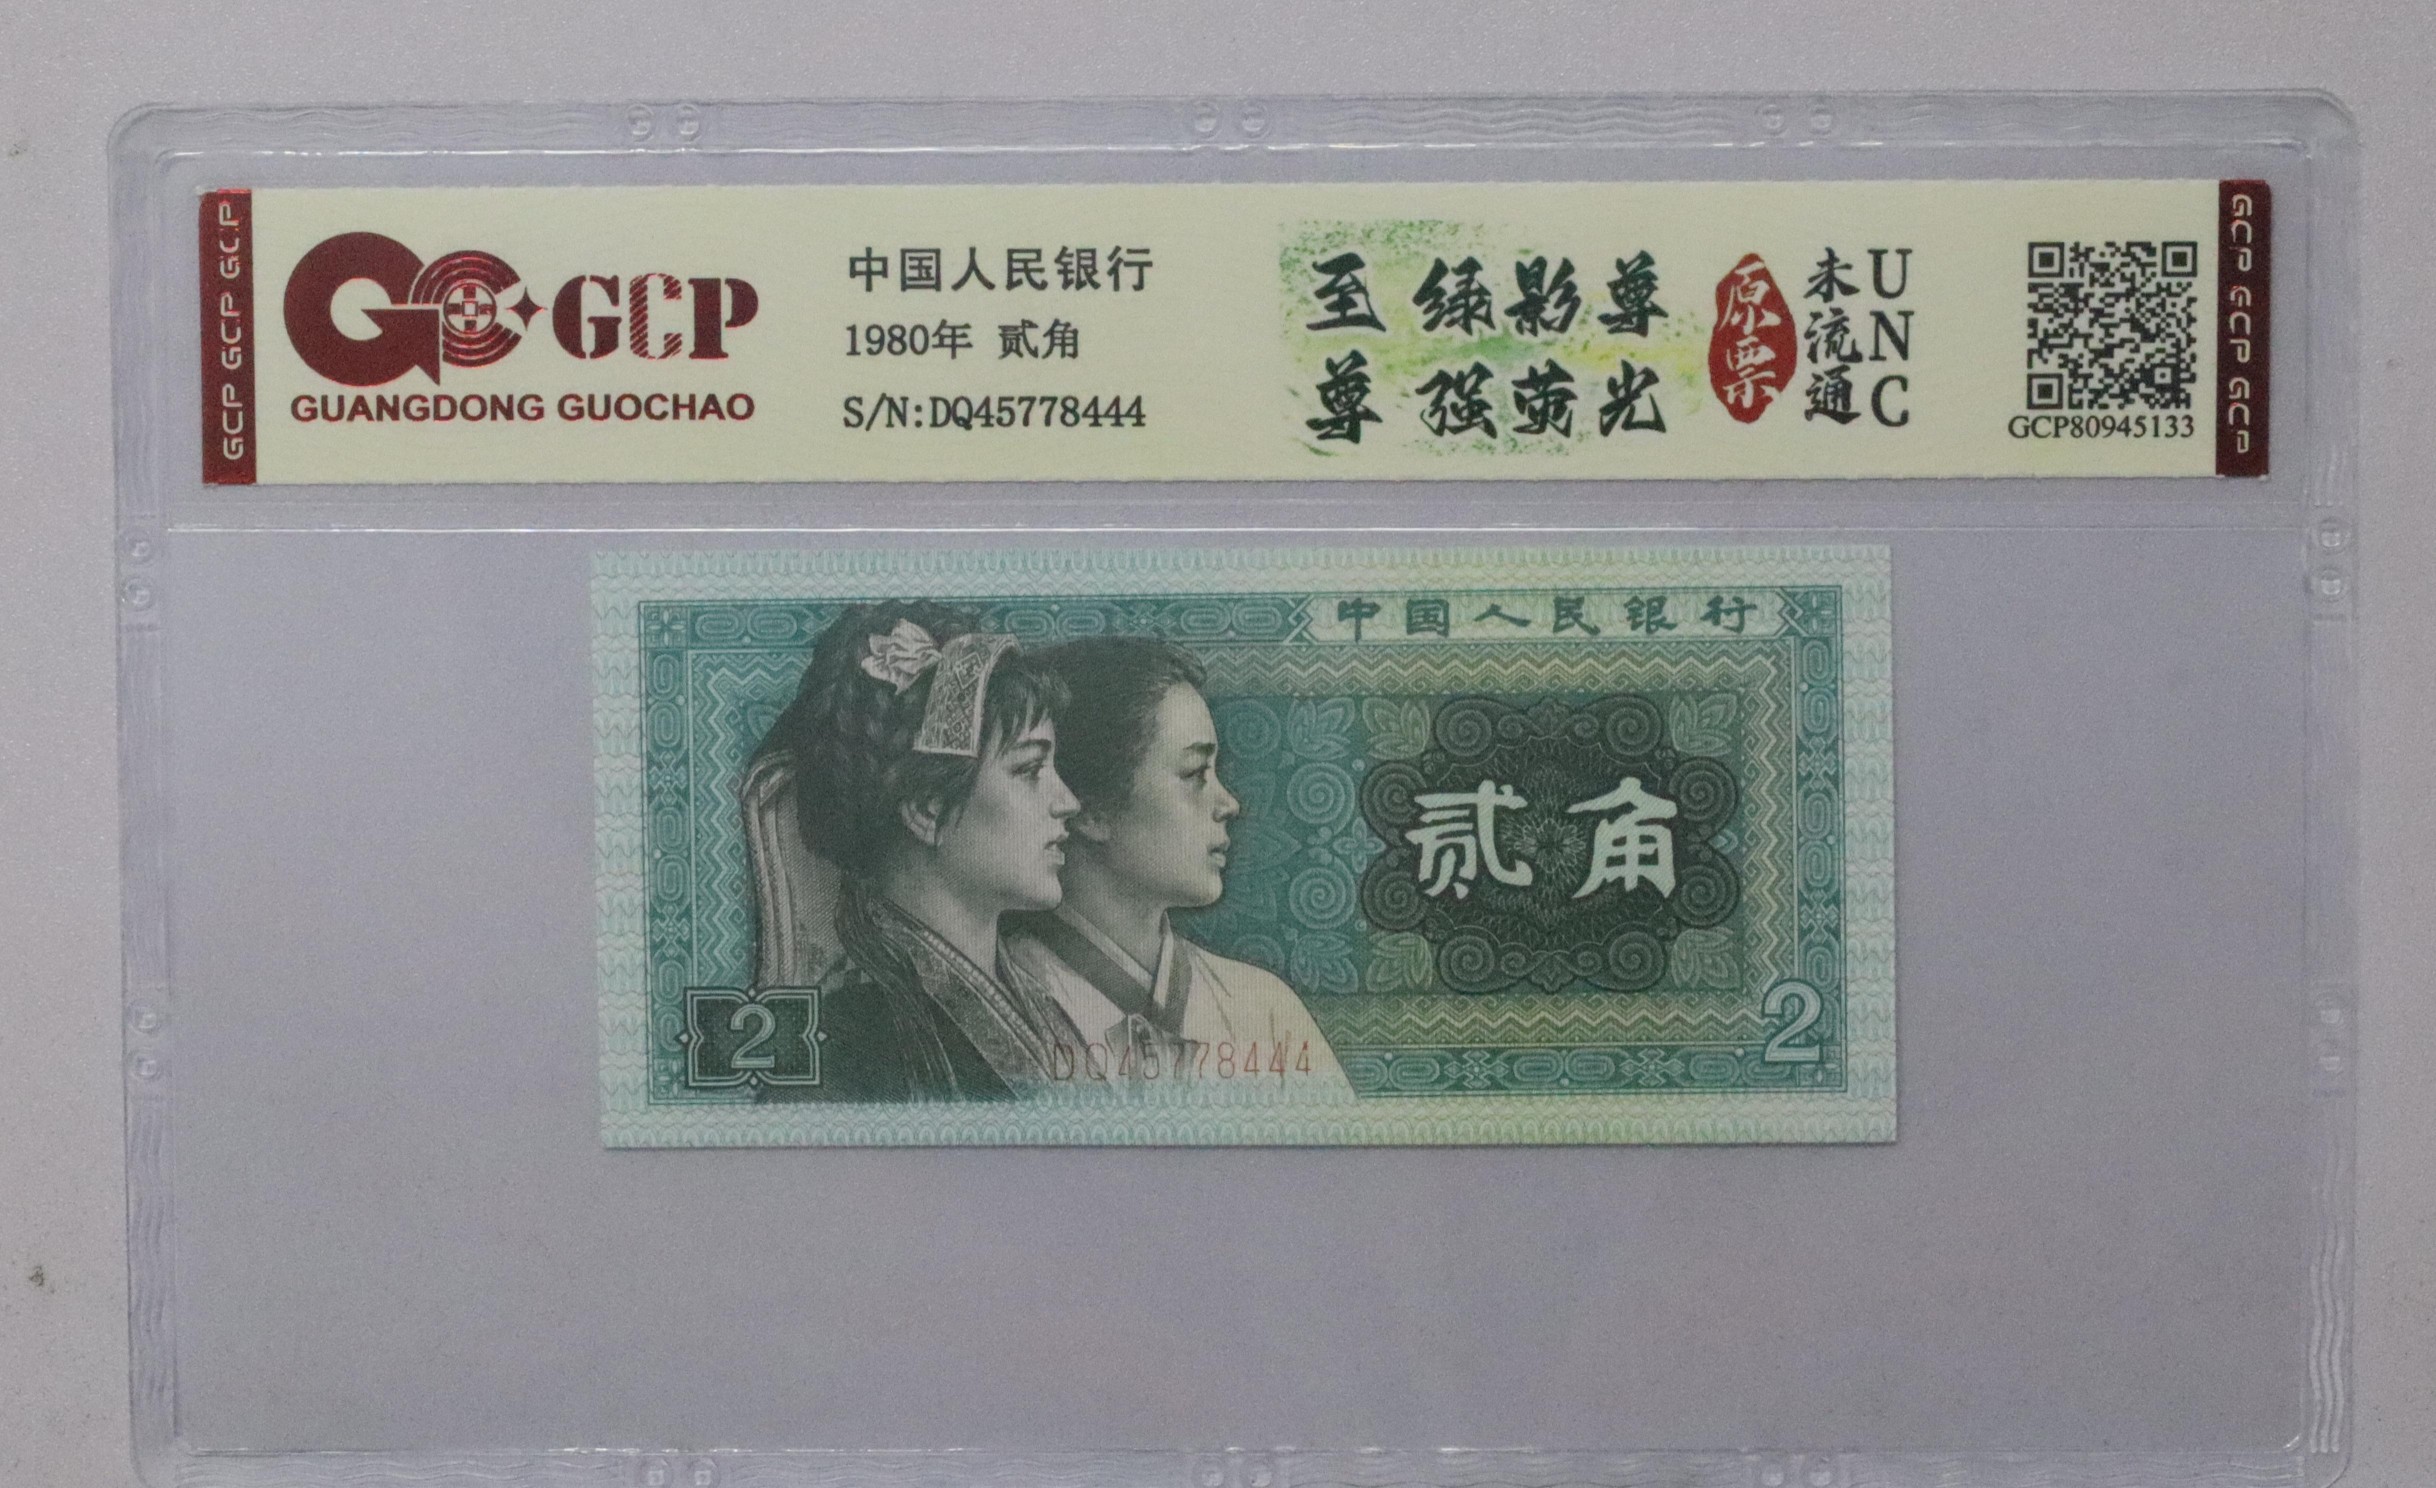 GCP GCP GCP
GCP
GUANGDONG GUOCHAO
中国人民银行
1980年 贰角
S/N:DQ45778444
至尊
绿影尊
强荧光
原票
未流通
UNC
GCP80945133
GCP GCP GCP
中国人民银行
贰角
2
2
DQ45778444